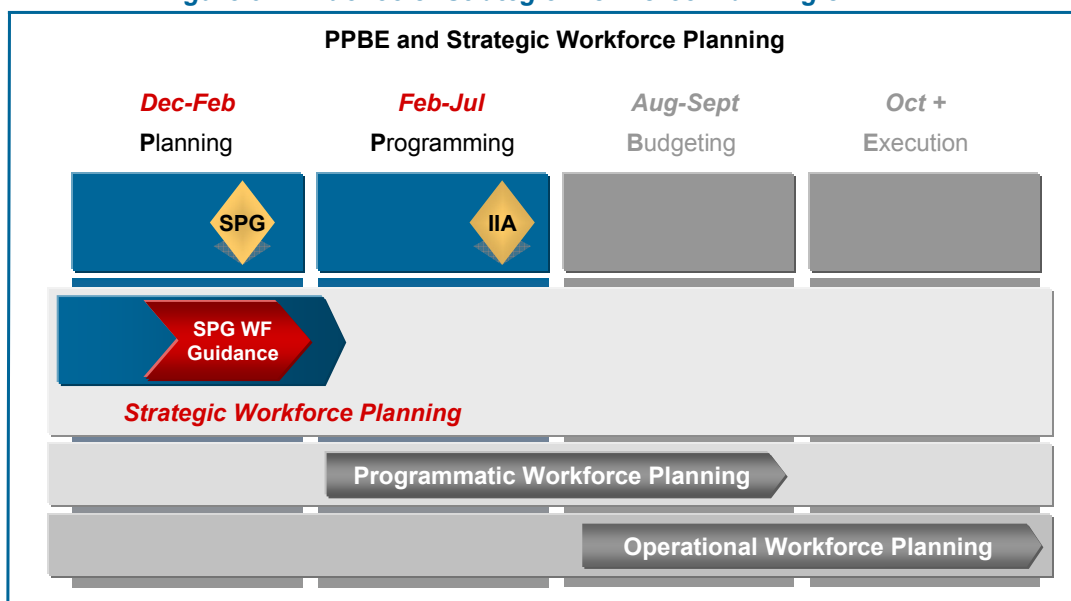 PPBE and Strategic Workforce Planning
Dec-Feb
Feb-Jul
Aug-Sept
Oct +
Planning
Programming
Budgeting
Execution
SPG
IIA
SPG WF
Guidance
Strategic Workforce Planning
Programmatic Workforce Planning
Operational Workforce Planning